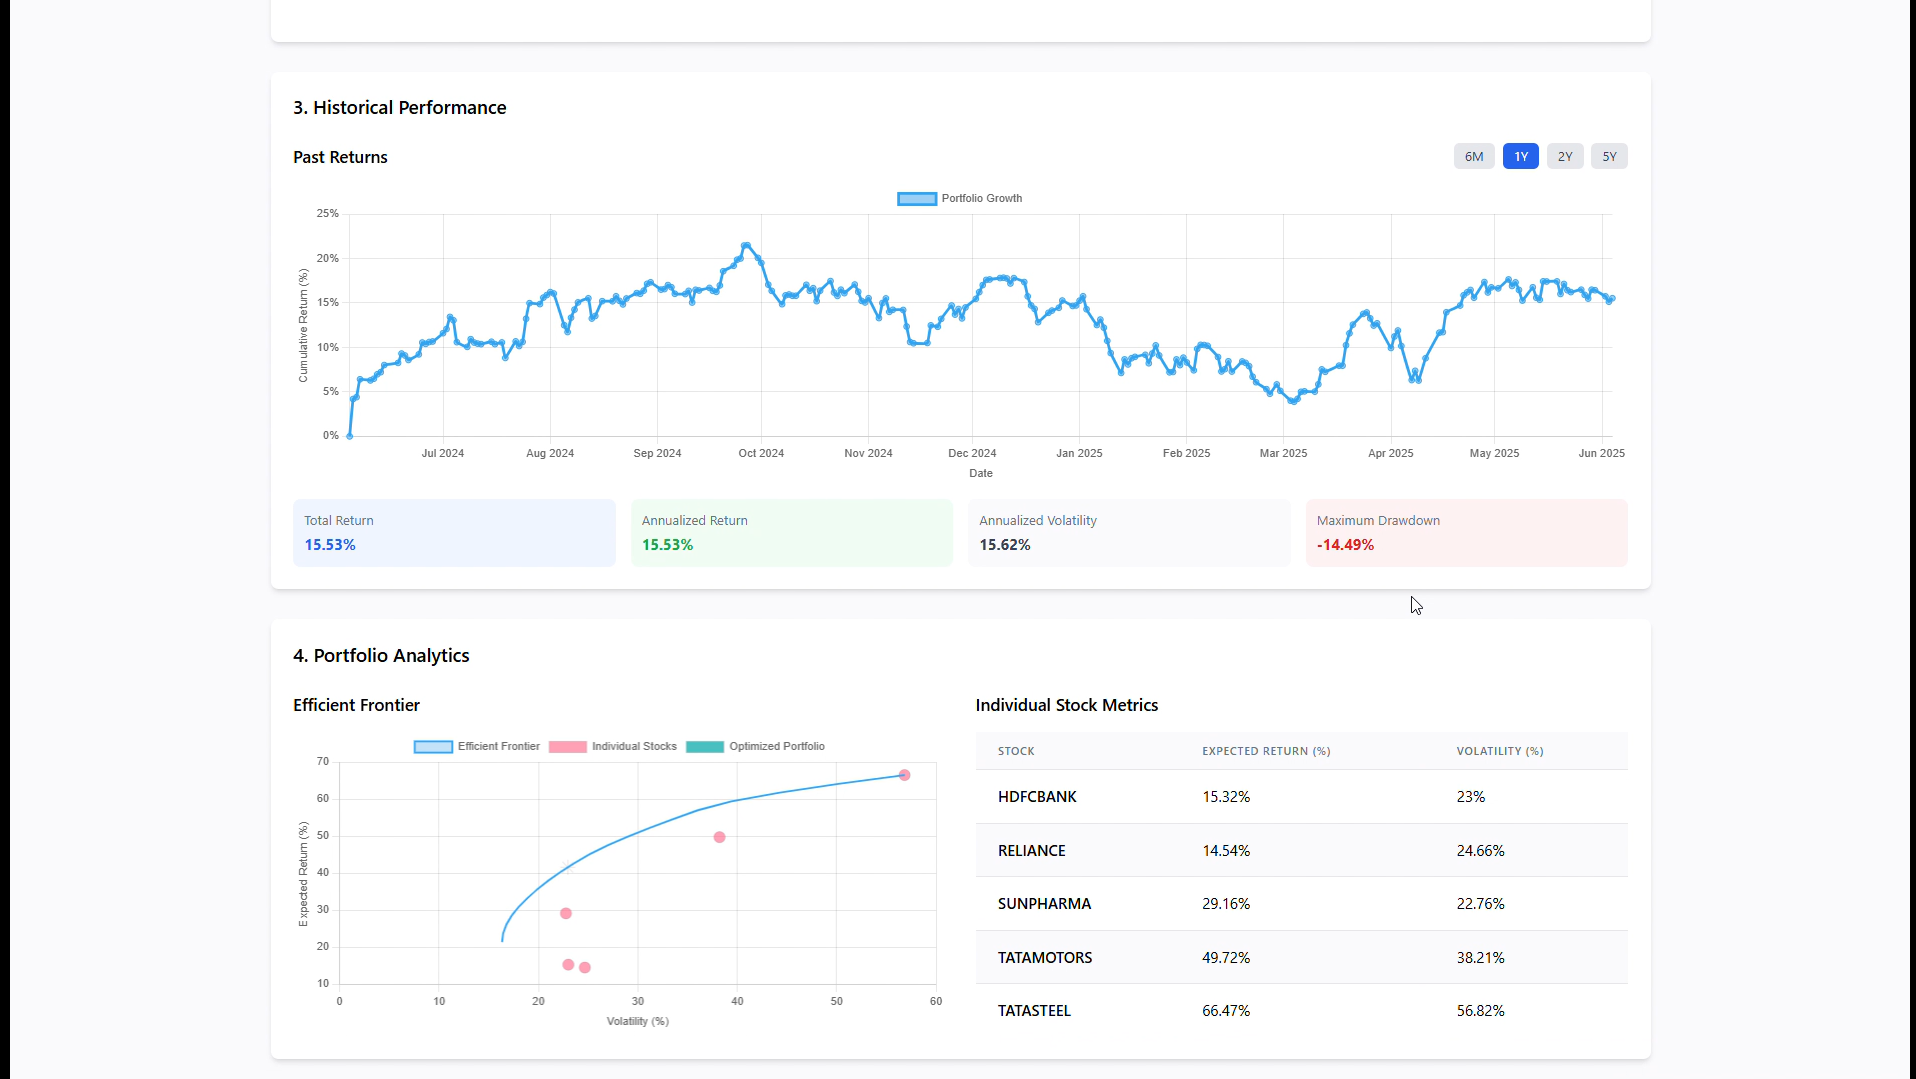 3. Historical Performance
Past Returns
6M 1Y 2Y 5Y
Portfolio Growth
25%
20%
15%
10%
5%
0%
Cumulative Return (%)
Jul 2024 Aug 2024 Sep 2024 Oct 2024 Nov 2024 Dec 2024 Jan 2025 Feb 2025 Mar 2025 Apr 2025 May 2025 Jun 2025
Date
Total Return
15.53%
Annualized Return
15.53%
Annualized Volatility
15.62%
Maximum Drawdown
-14.49%
4. Portfolio Analytics
Efficient Frontier
Efficient Frontier Individual Stocks Optimized Portfolio
70
60
50
40
30
20
10
Expected Return (%)
0 10 20 30 40 50 60
Volatility (%)
Individual Stock Metrics
STOCK EXPECTED RETURN (%) VOLATILITY (%)
HDFCBANK 15.32% 23%
RELIANCE 14.54% 24.66%
SUNPHARMA 29.16% 22.76%
TATAMOTORS 49.72% 38.21%
TATASTEEL 66.47% 56.82%